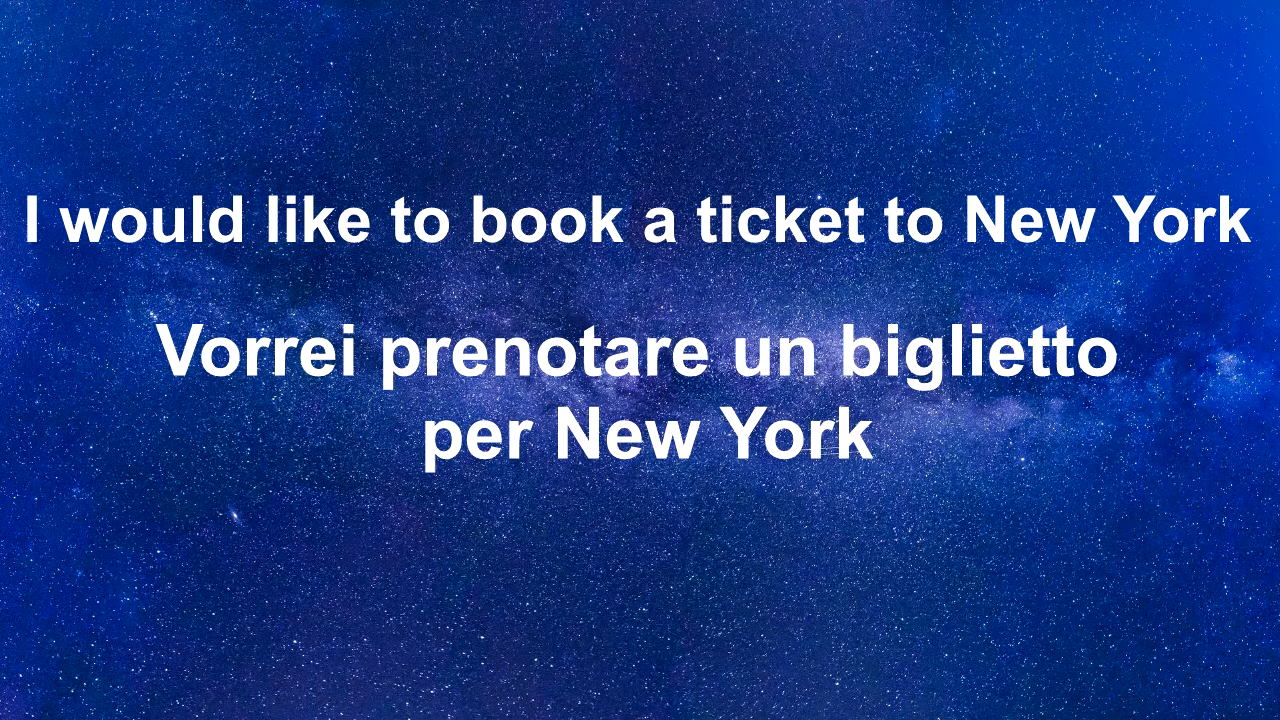 I would like to book a ticket to New York
Vorrei prenotare un biglietto
per New York